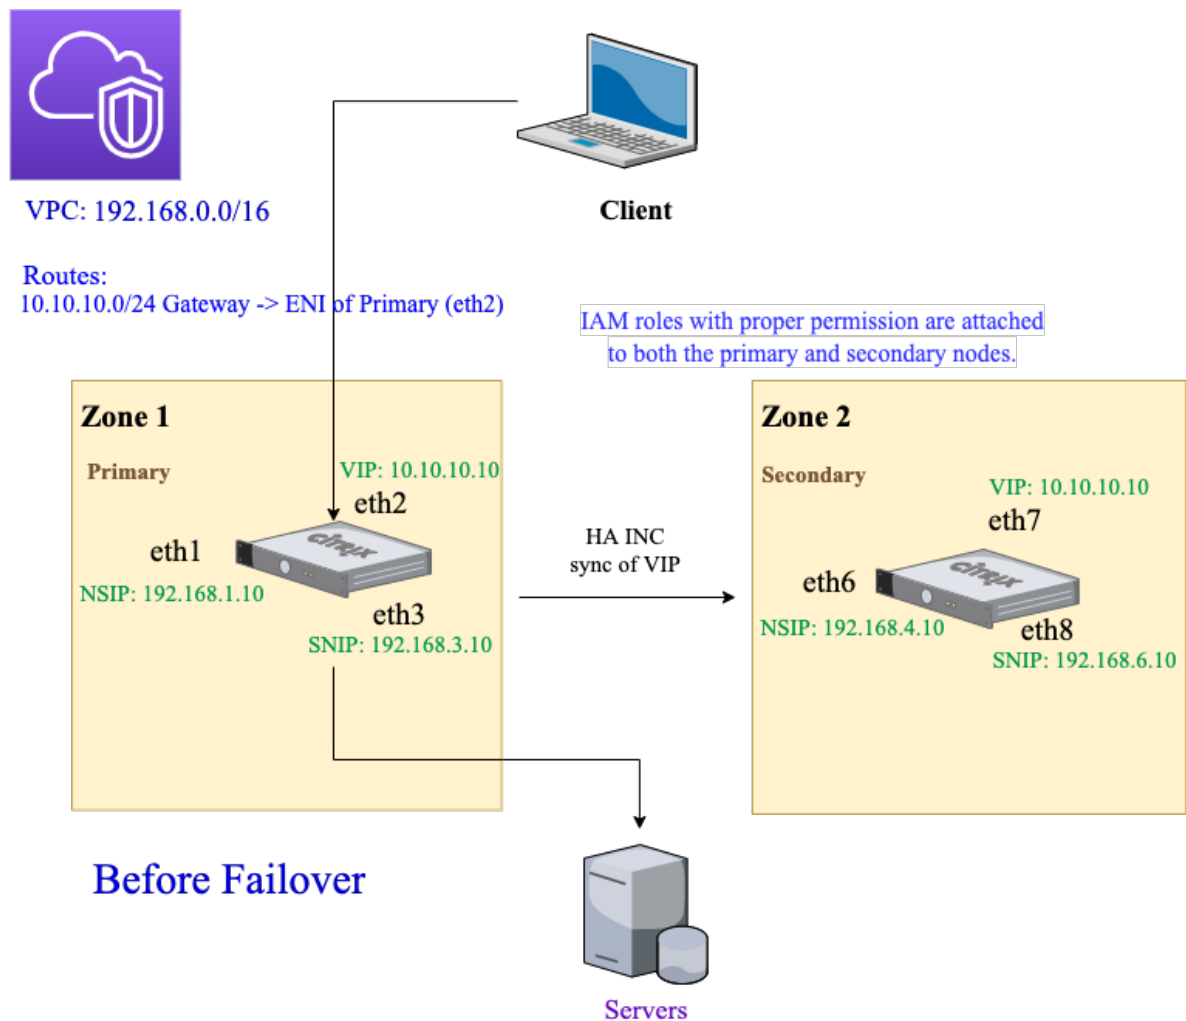 VPC: 192.168.0.0/16
Client
Routes:
10.10.10.0/24 Gateway -> ENI of Primary (eth2)
IAM roles with proper permission are attached
to both the primary and secondary nodes.
Zone 1
Primary
VIP: 10.10.10.10
eth2
CITRIX
eth1
NSIP: 192.168.1.10
eth3
SNIP: 192.168.3.10
HA INC
sync of VIP
Zone 2
Secondary
VIP: 10.10.10.10
eth7
CITRIX
eth6
NSIP: 192.168.4.10
eth8
SNIP: 192.168.6.10
Before Failover
Servers